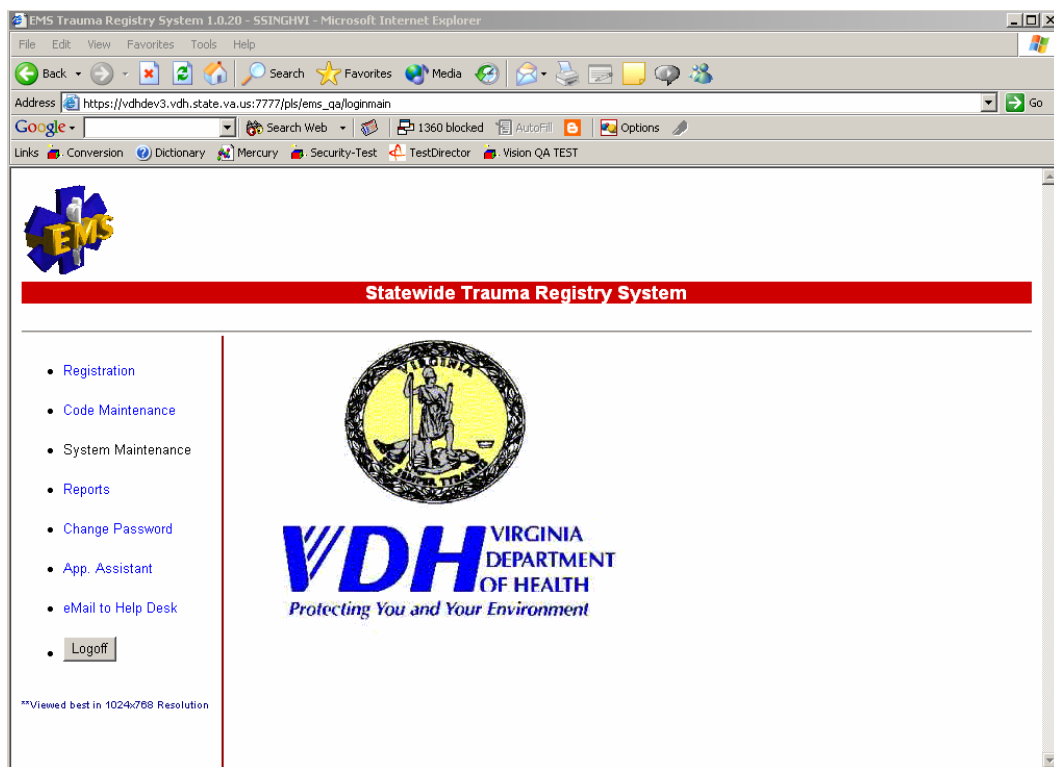 EMS Trauma Registry System 1.0.20 - SSINGHVI - Microsoft Internet Explorer
File Edit View Favorites Tools Help
Back Search Favorites Media
Address https://vdhdev3.vdh.state.va.us:7777/pls/ems_qa/loginmain Go
Google Search Web 1360 blocked AutoFill Options
Links Conversion Dictionary Mercury Security-Test TestDirector Vision QA TEST
EMS
Statewide Trauma Registry System
Registration
Code Maintenance
System Maintenance
Reports
Change Password
App. Assistant
eMail to Help Desk
Logoff
**Viewed best in 1024x768 Resolution
VIRGINIA
SIC SEMPER TYRANNIS
VDH VIRGINIA
DEPARTMENT
OF HEALTH
Protecting You and Your Environment